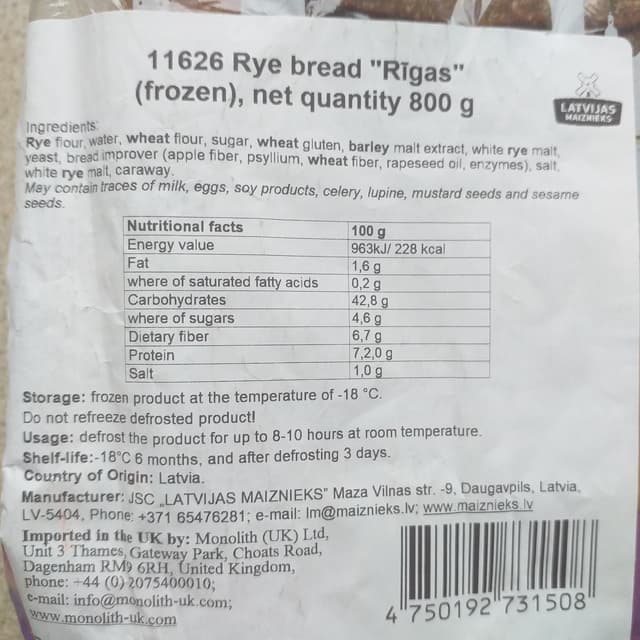 11626 Rye bread "Rīgas"
(frozen), net quantity 800 g
LATVIJAS
MAIZNIEKS
Ingredients:
Rye flour, water, wheat flour, sugar, wheat gluten, barley malt extract, white rye malt,
yeast, bread improver (apple fiber, psyllium, wheat fiber, rapeseed oil, enzymes), salt,
white rye malt, caraway.
May contain traces of milk, eggs, soy products, celery, lupine, mustard seeds and sesame
seeds.
Nutritional facts 100 g
Energy value 963kJ/ 228 kcal
Fat 1,6 g
where of saturated fatty acids 0,2 g
Carbohydrates 42,8 g
where of sugars 4,6 g
Dietary fiber 6,7 g
Protein 7,2,0 g
Salt 1,0 g
Storage: frozen product at the temperature of -18 °C.
Do not refreeze defrosted product!
Usage: defrost the product for up to 8-10 hours at room temperature.
Shelf-life:-18°C 6 months, and after defrosting 3 days.
Country of Origin: Latvia.
Manufacturer: JSC „LATVIJAS MAIZNIEKS" Maza Vilnas str. -9, Daugavpils, Latvia,
LV-5404, Phone: +371 65476281; e-mail: lm@maiznieks.lv; www.maiznieks.lv
Imported in the UK by: Monolith (UK) Ltd,
Unit 3 Thames, Gateway Park, Choats Road,
Dagenham RM9 6RH, United Kingdom,
phone: +44 (0) 2075400010;
e-mail: info@monolith-uk.com;
www.monolith-uk.com
4 750192 731508